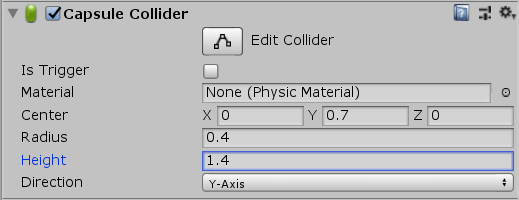 Capsule Collider
Edit Collider
Is Trigger
Material None (Physic Material)
Center X 0 Y 0.7 Z 0
Radius 0.4
Height 1.4
Direction Y-Axis